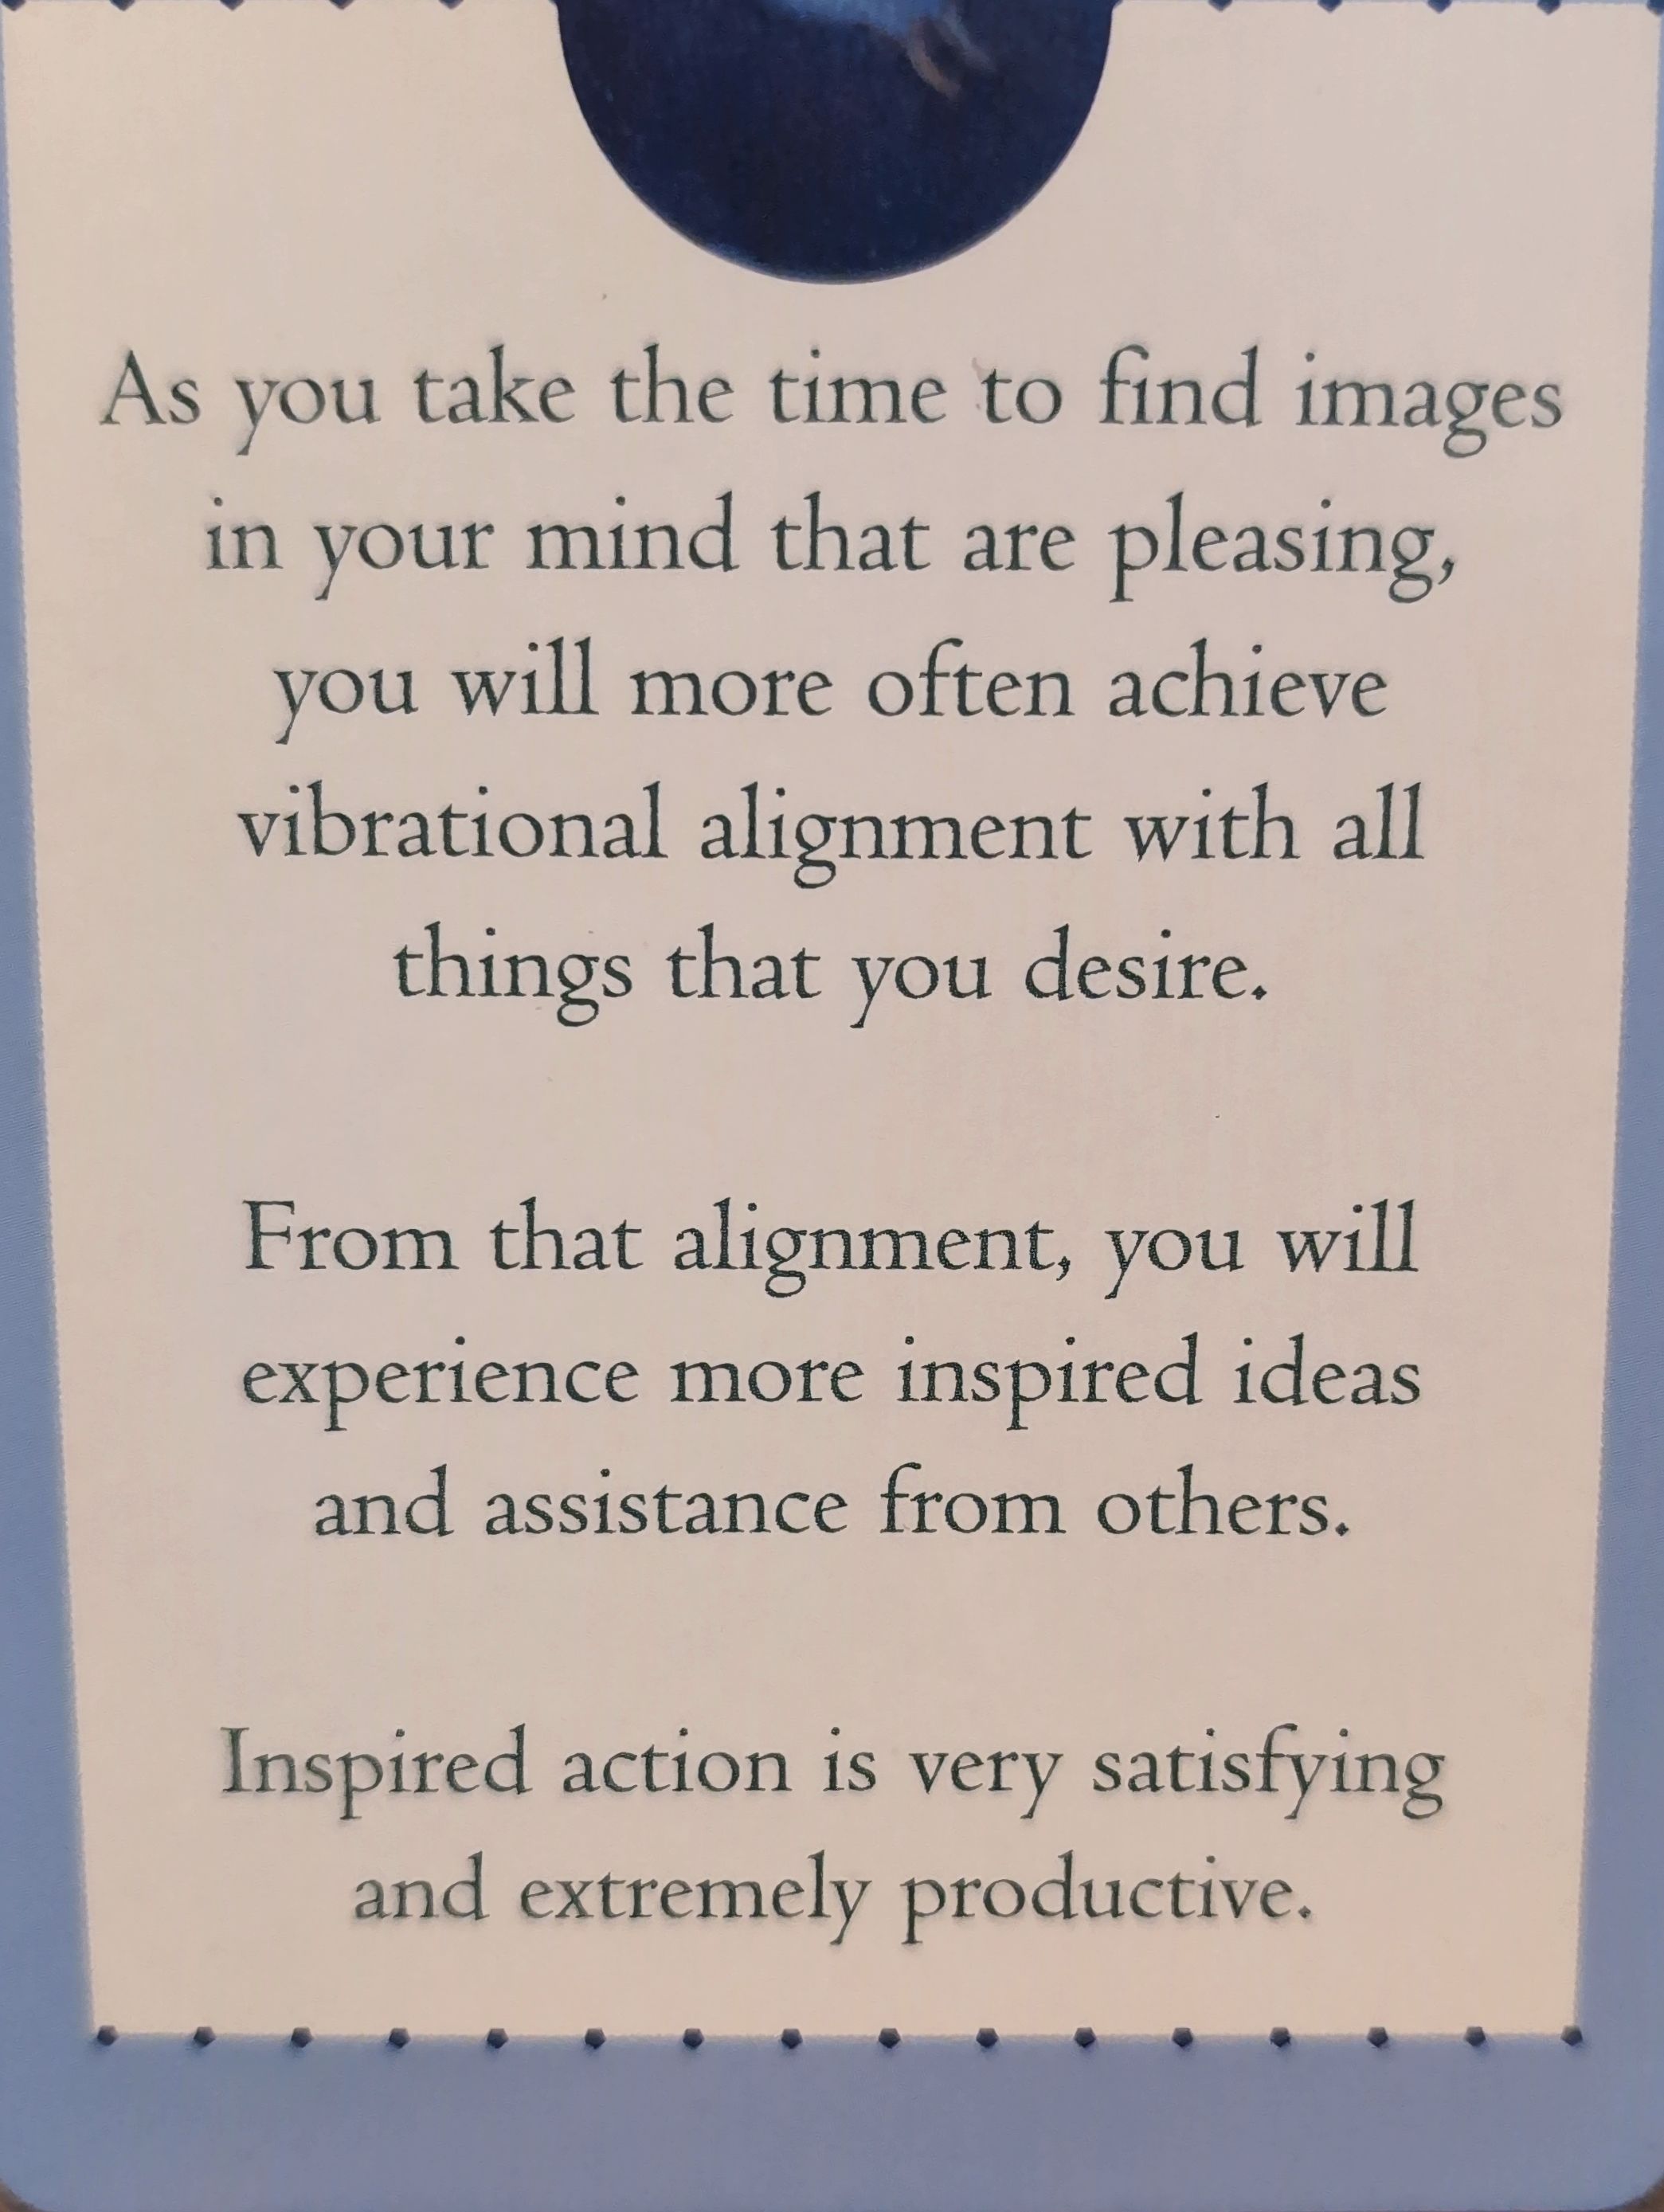 As you take the time to find images
in your mind that are pleasing,
you will more often achieve
vibrational alignment with all
things that you desire.
From that alignment, you will
experience more inspired ideas
and assistance from others.
Inspired action is very satisfying
and extremely productive.